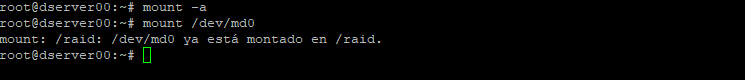 root@dserver00:~# mount -a
root@dserver00:~# mount /dev/md0
mount: /raid: /dev/md0 ya está montado en /raid.
root@dserver00:~#